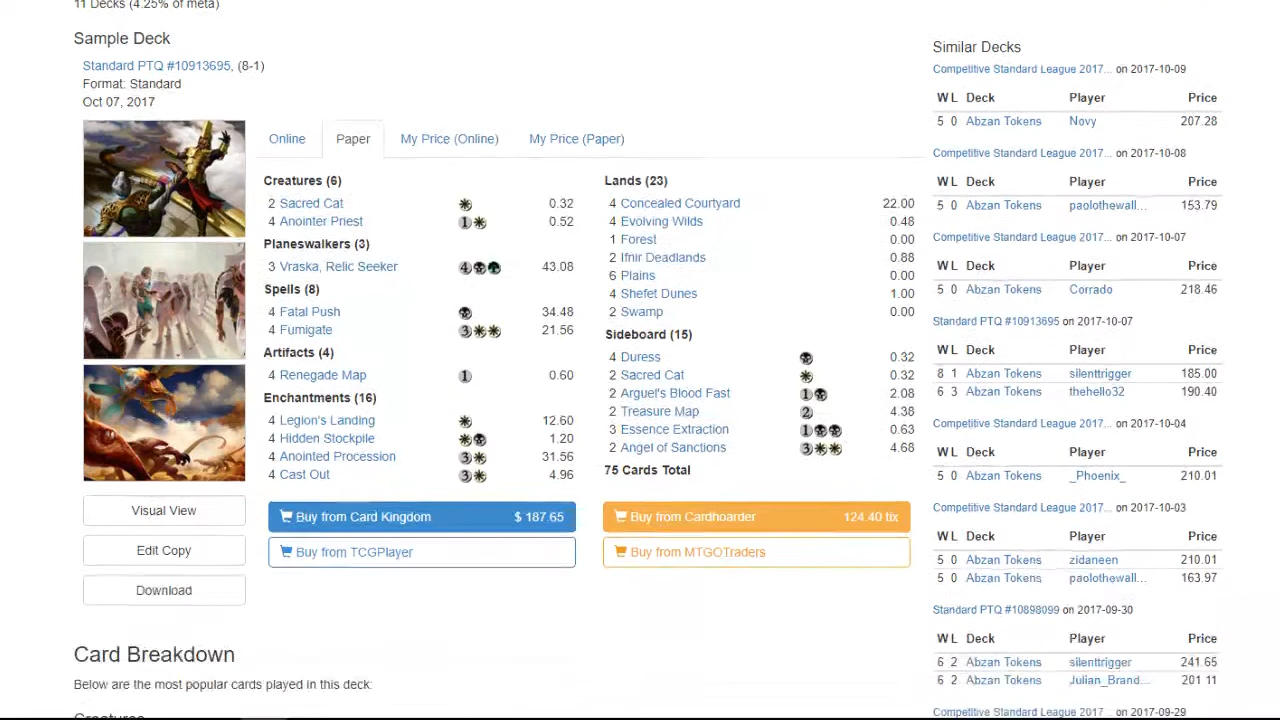 11 Decks (4.25% of meta)
Sample Deck
Standard PTQ #10913695, (8-1)
Format: Standard
Oct 07, 2017
Online Paper My Price (Online) My Price (Paper)
Creatures (6)
2 Sacred Cat 0.32
4 Anointer Priest 1 0.52
Planeswalkers (3)
3 Vraska, Relic Seeker 4 43.08
Spells (8)
4 Fatal Push 34.48
4 Fumigate 3 21.56
Artifacts (4)
4 Renegade Map 1 0.60
Enchantments (16)
4 Legion's Landing 12.60
4 Hidden Stockpile 1.20
4 Anointed Procession 3 31.56
4 Cast Out 3 4.96
Lands (23)
4 Concealed Courtyard 22.00
4 Evolving Wilds 0.48
1 Forest 0.00
2 Ifnir Deadlands 0.88
6 Plains 0.00
4 Shefet Dunes 1.00
2 Swamp 0.00
Sideboard (15)
4 Duress 0.32
2 Sacred Cat 0.32
2 Arguel's Blood Fast 1 2.08
2 Treasure Map 2 4.38
3 Essence Extraction 1 0.63
2 Angel of Sanctions 3 4.68
75 Cards Total
Buy from Card Kingdom $ 187.65
Buy from TCGPlayer
Buy from Cardhoarder 124.40 tix
Buy from MTGOTraders
Visual View
Edit Copy
Download
Card Breakdown
Below are the most popular cards played in this deck:
Creatures
Similar Decks
Competitive Standard League 2017... on 2017-10-09
W L Deck Player Price
5 0 Abzan Tokens Novy 207.28
Competitive Standard League 2017... on 2017-10-08
W L Deck Player Price
5 0 Abzan Tokens paolothewall... 153.79
Competitive Standard League 2017... on 2017-10-07
W L Deck Player Price
5 0 Abzan Tokens Corrado 218.46
Standard PTQ #10913695 on 2017-10-07
W L Deck Player Price
8 1 Abzan Tokens silenttrigger 185.00
6 3 Abzan Tokens thehello32 190.40
Competitive Standard League 2017... on 2017-10-04
W L Deck Player Price
5 0 Abzan Tokens _Phoenix_ 210.01
Competitive Standard League 2017... on 2017-10-03
W L Deck Player Price
5 0 Abzan Tokens zidaneen 210.01
5 0 Abzan Tokens paolothewall... 163.97
Standard PTQ #10898099 on 2017-09-30
W L Deck Player Price
6 2 Abzan Tokens silenttrigger 241.65
6 2 Abzan Tokens Julian_Brand... 201 11
Competitive Standard League 2017... on 2017-09-29